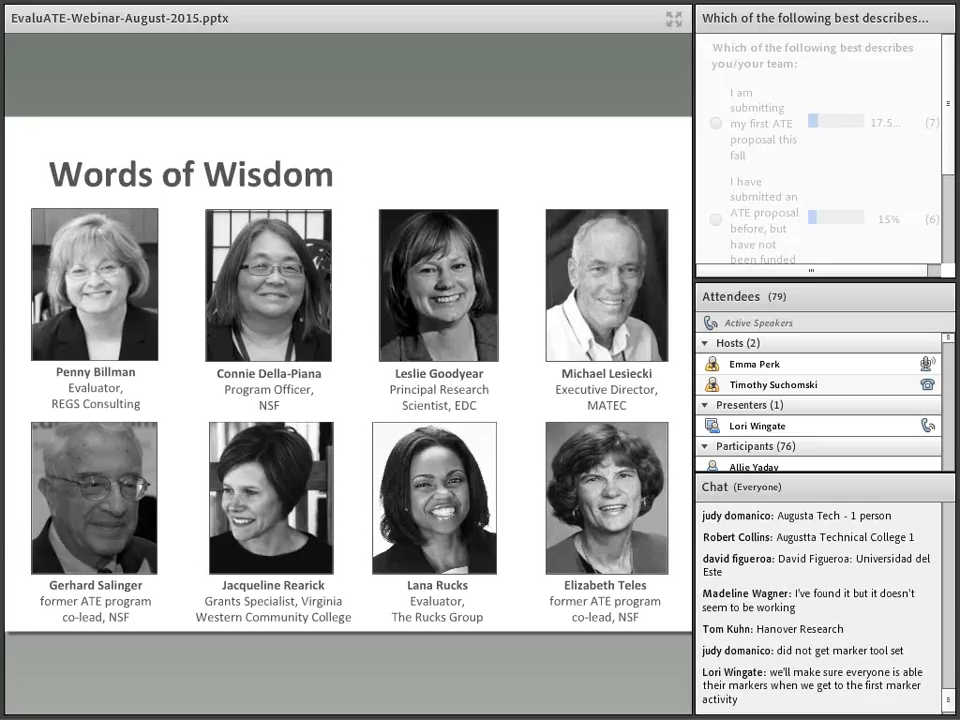 EvaluATE-Webinar-August-2015.pptx
Words of Wisdom
Penny Billman
Evaluator,
REGS Consulting
Connie Della-Piana
Program Officer,
NSF
Leslie Goodyear
Principal Research
Scientist, EDC
Michael Lesiecki
Executive Director,
MATEC
Gerhard Salinger
former ATE program
co-lead, NSF
Jacqueline Rearick
Grants Specialist, Virginia
Western Community College
Lana Rucks
Evaluator,
The Rucks Group
Elizabeth Teles
former ATE program
co-lead, NSF
Which of the following best describes...
Which of the following best describes
you/your team:
I am
submitting
my first ATE
proposal this
fall
17.5... (7)
I have
submitted an
ATE proposal
before, but
have not
been funded
15% (6)
Attendees (79)
Active Speakers
Hosts (2)
Emma Perk
Timothy Suchomski
Presenters (1)
Lori Wingate
Participants (76)
Allie Yaday
Chat (Everyone)
judy domanico: Augusta Tech - 1 person
Robert Collins: Augustta Technical College 1
david figueroa: David Figueroa: Universidad del
Este
Madeline Wagner: I've found it but it doesn't
seem to be working
Tom Kuhn: Hanover Research
judy domanico: did not get marker tool set
Lori Wingate: we'll make sure everyone is able
their markers when we get to the first marker
activity